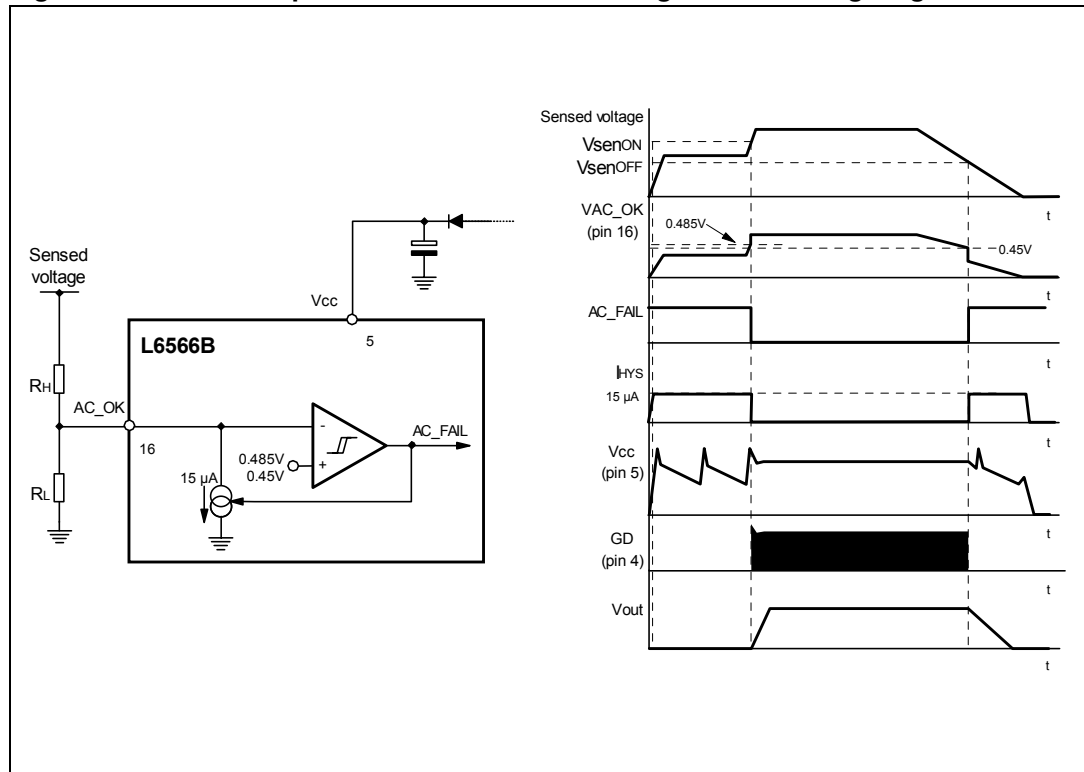 Sensed
voltage
RH
AC_OK
16
RL
Vcc
5
L6566B
15 µA
0.485V
0.45V
-
+
AC_FAIL
Sensed voltage
VsenON
VsenOFF
t
VAC_OK
(pin 16)
0.485V
0.45V
t
AC_FAIL
t
IHYS
15 µA
t
Vcc
(pin 5)
t
GD
(pin 4)
t
Vout
t